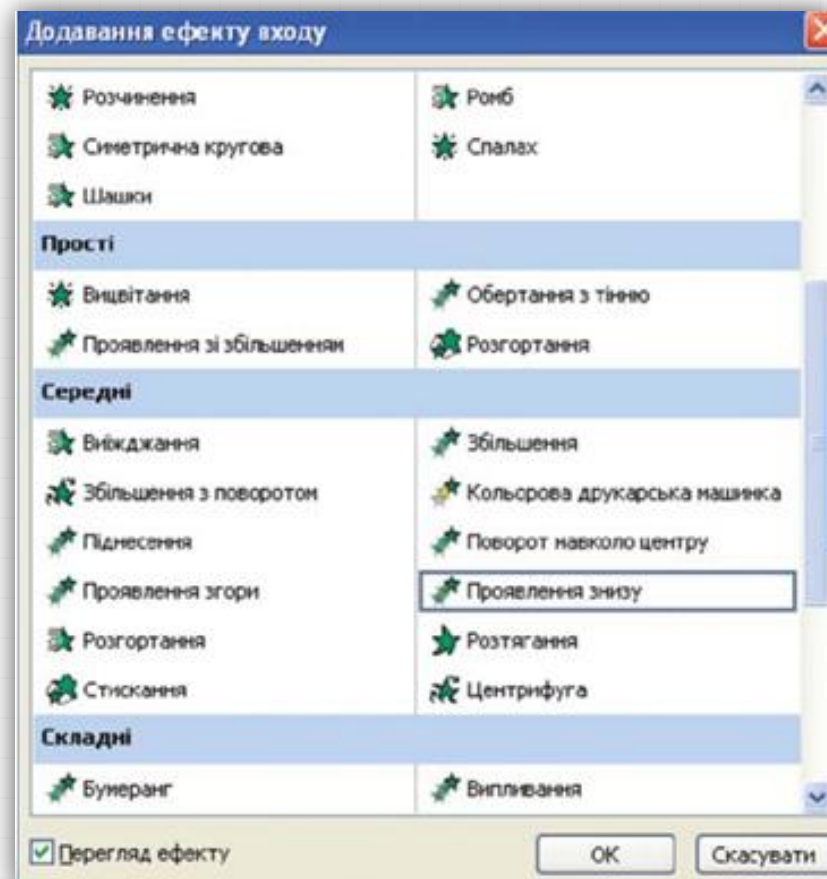 Додавання ефекту входу
Розчинення Ромб
Симетрична кругова Спалах
Шашки
Прості
Вицвітання Обертання з тінню
Проявлення зі збільшенням Розгортання
Середні
Виїжджання Збільшення
Збільшення з поворотом Кольорова друкарська машинка
Піднесення Поворот навколо центру
Проявлення згори Проявлення знизу
Розгортання Розтягання
Стискання Центрифуга
Складні
Бумеранг Випливання
Перегляд ефекту ОК Скасувати